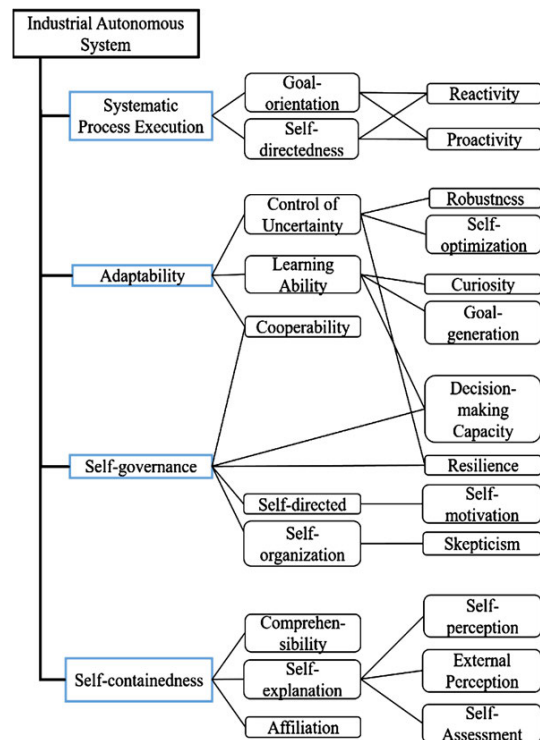 Industrial Autonomous
System
Systematic
Process Execution
Goal-
orientation
Self-
directedness
Reactivity
Proactivity
Adaptability
Control of
Uncertainty
Learning
Ability
Cooperability
Robustness
Self-
optimization
Curiosity
Goal-
generation
Decision-
making
Capacity
Resilience
Self-governance
Self-directed
Self-
organization
Self-
motivation
Skepticism
Self-containedness
Comprehen-
sibility
Self-
explanation
Affiliation
Self-
perception
External
Perception
Self-
Assessment